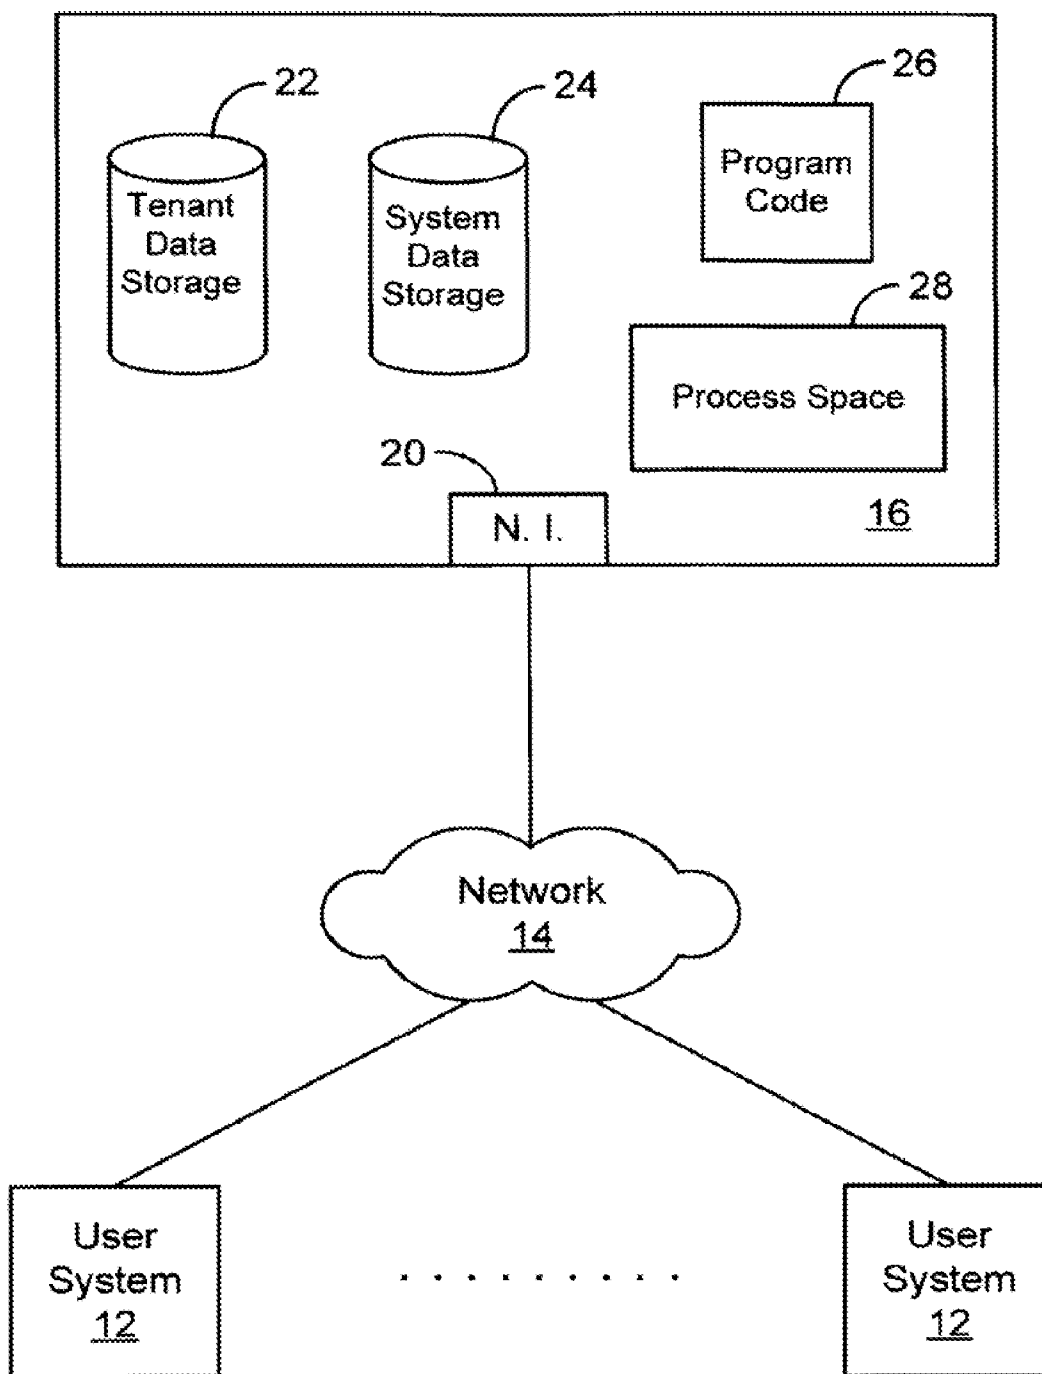 22
24
26
Tenant
Data
Storage
System
Data
Storage
Program
Code
28
Process Space
20
N. I.
16
Network
14
User
System
12
User
System
12